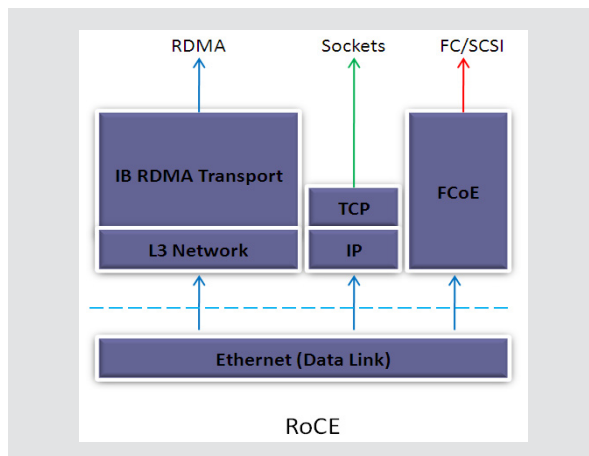 RDMA Sockets FC/SCSI
IB RDMA Transport
FCoE
TCP
L3 Network
IP
Ethernet (Data Link)
RoCE